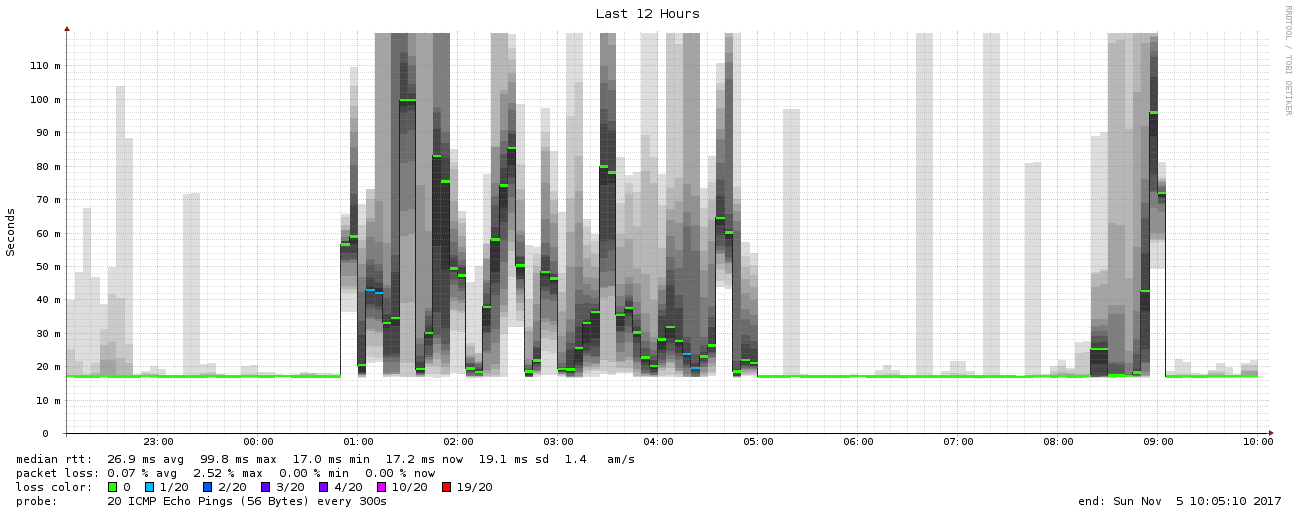 Last 12 Hours
RRDTOOL / TOBI OETIKER
Seconds
110 m
100 m
90 m
80 m
70 m
60 m
50 m
40 m
30 m
20 m
10 m
0
23:00 00:00 01:00 02:00 03:00 04:00 05:00 06:00 07:00 08:00 09:00 10:00
median rtt: 26.9 ms avg 99.8 ms max 17.0 ms min 17.2 ms now 19.1 ms sd 1.4 am/s
packet loss: 0.07 % avg 2.52 % max 0.00 % min 0.00 % now
loss color: 0 1/20 2/20 3/20 4/20 10/20 19/20
probe: 20 ICMP Echo Pings (56 Bytes) every 300s end: Sun Nov 5 10:05:10 2017